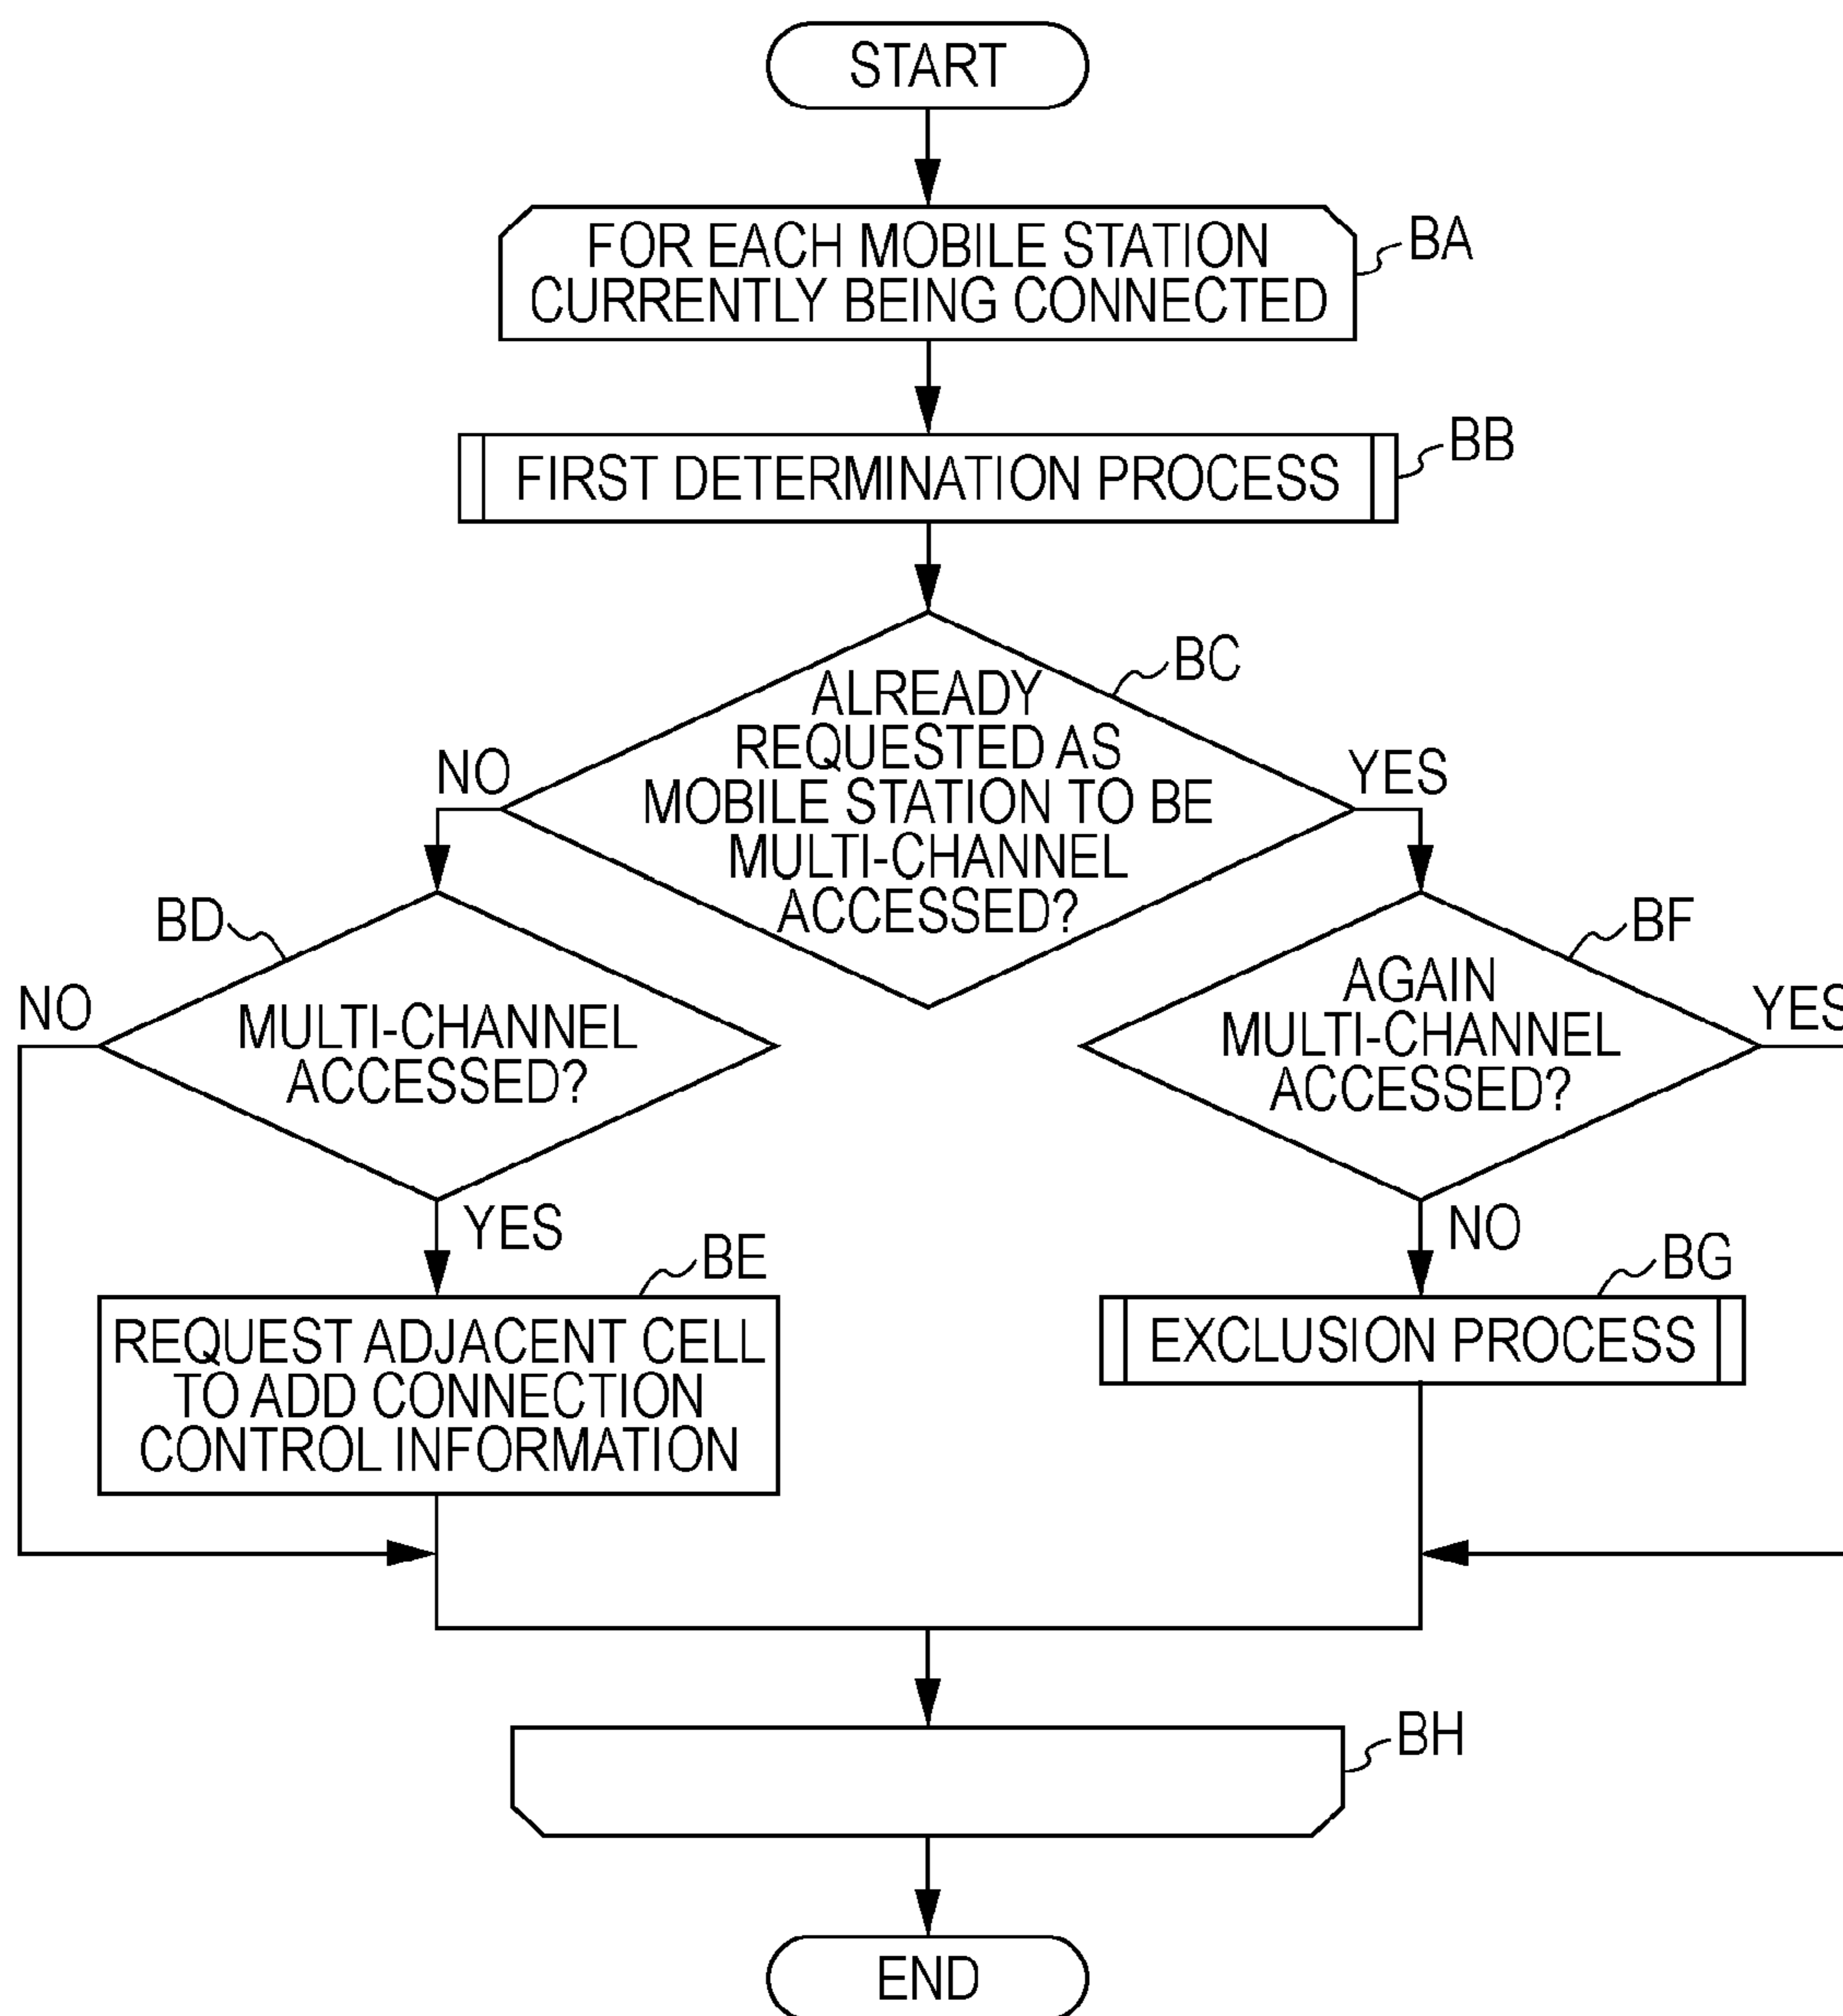 START
FOR EACH MOBILE STATION
CURRENTLY BEING CONNECTED
BA
FIRST DETERMINATION PROCESS
BB
BC
ALREADY
REQUESTED AS
MOBILE STATION TO BE
MULTI-CHANNEL
ACCESSED?
NO
YES
BD
MULTI-CHANNEL
ACCESSED?
NO
YES
BF
AGAIN
MULTI-CHANNEL
ACCESSED?
YES
NO
BE
REQUEST ADJACENT CELL
TO ADD CONNECTION
CONTROL INFORMATION
BG
EXCLUSION PROCESS
BH
END